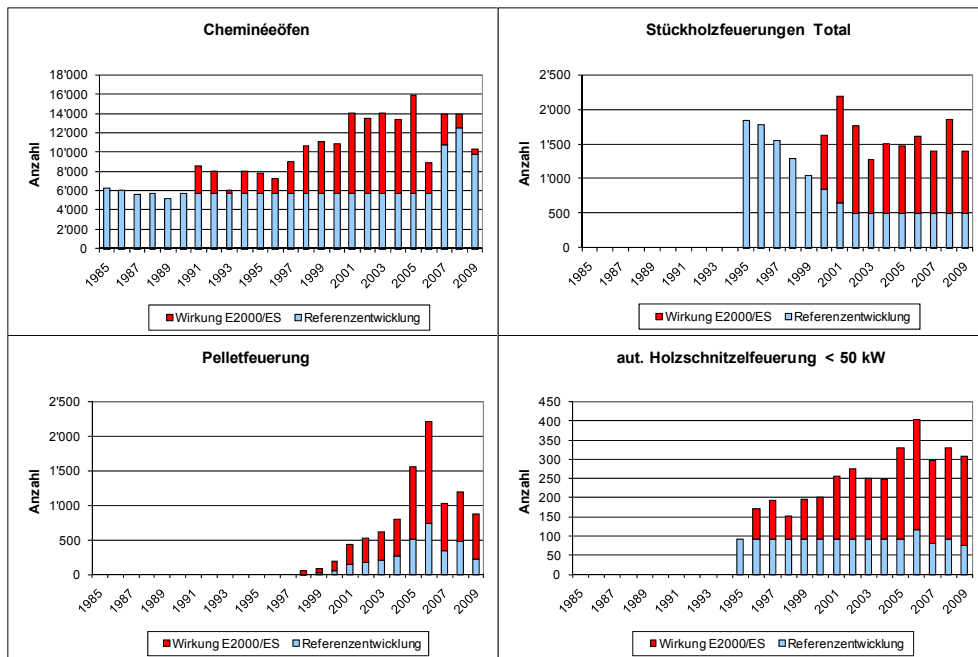 Cheminéeöfen
Anzahl
18'000
16'000
14'000
12'000
10'000
8'000
6'000
4'000
2'000
0
1985 1987 1989 1991 1993 1995 1997 1999 2001 2003 2005 2007 2009
Wirkung E2000/ES Referenzentwicklung
Stückholzfeuerungen Total
Anzahl
2'500
2'000
1'500
1'000
500
0
1985 1987 1989 1991 1993 1995 1997 1999 2001 2003 2005 2007 2009
Wirkung E2000/ES Referenzentwicklung
Pelletfeuerung
Anzahl
2'500
2'000
1'500
1'000
500
0
1985 1987 1989 1991 1993 1995 1997 1999 2001 2003 2005 2007 2009
Wirkung E2000/ES Referenzentwicklung
aut. Holzschnitzelfeuerung < 50 kW
Anzahl
450
400
350
300
250
200
150
100
50
0
1985 1987 1989 1991 1993 1995 1997 1999 2001 2003 2005 2007 2009
Wirkung E2000/ES Referenzentwicklung